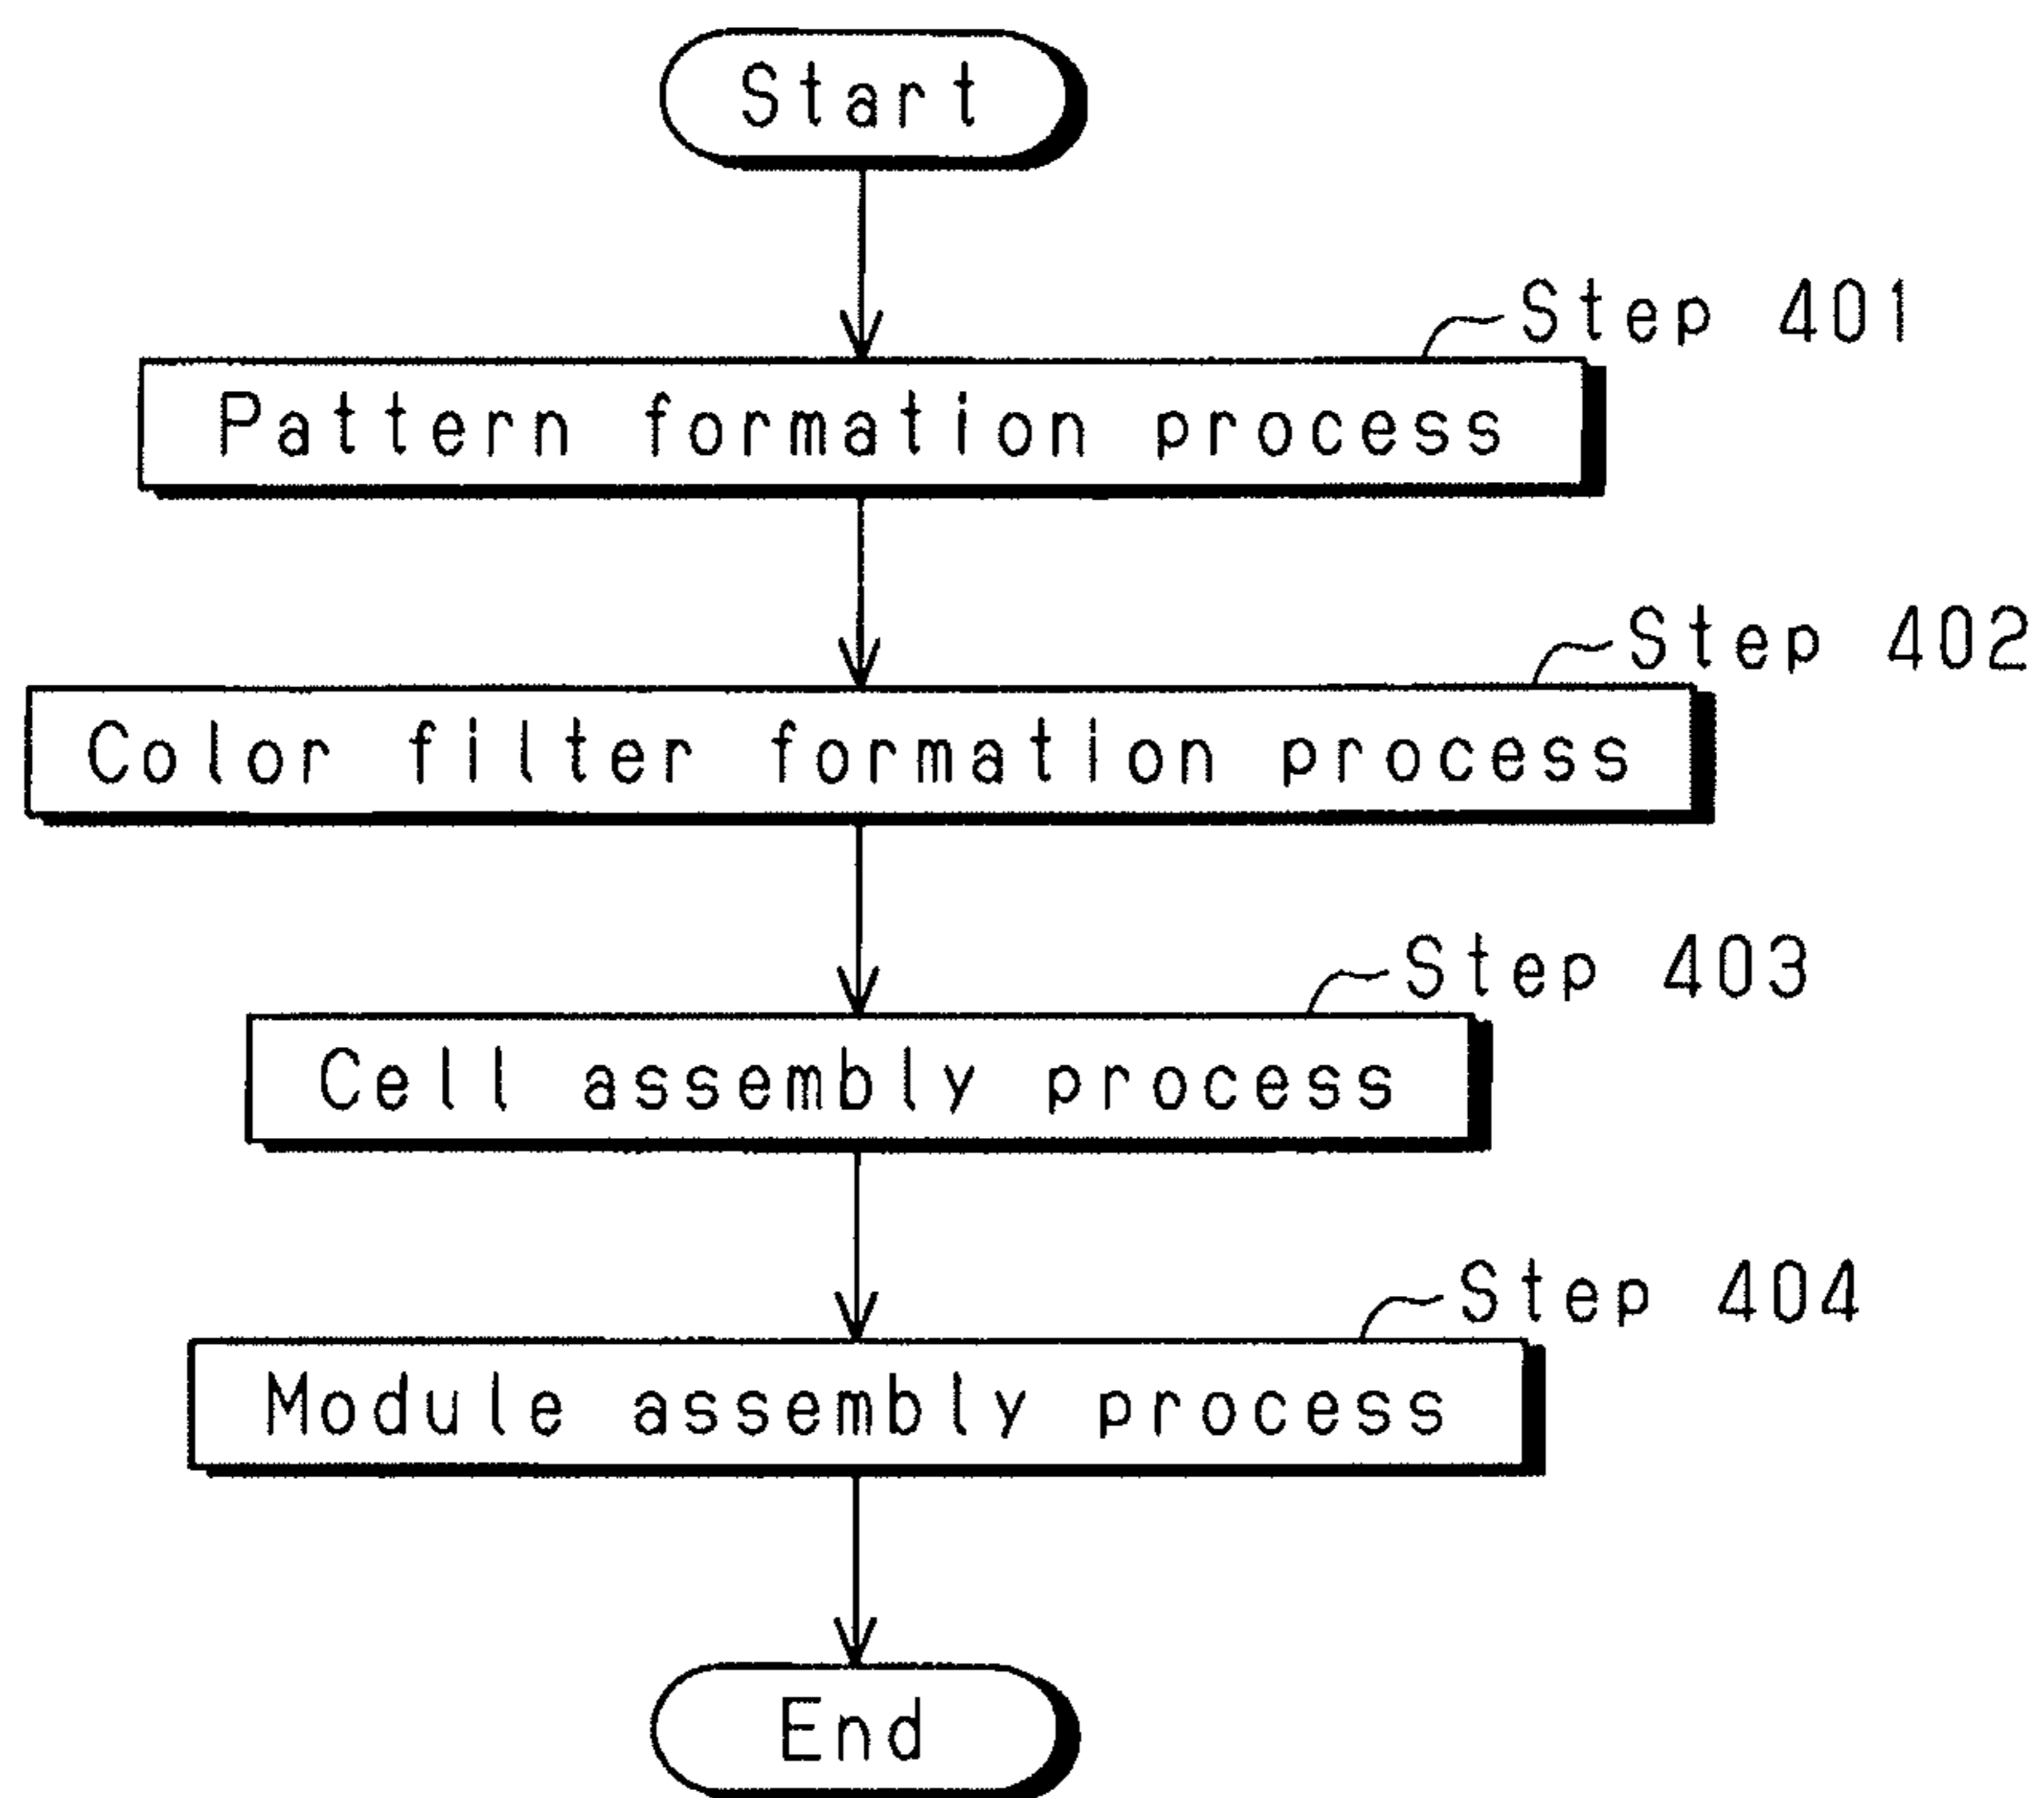 Start
Step 401
Pattern formation process
Step 402
Color filter formation process
Step 403
Cell assembly process
Step 404
Module assembly process
End